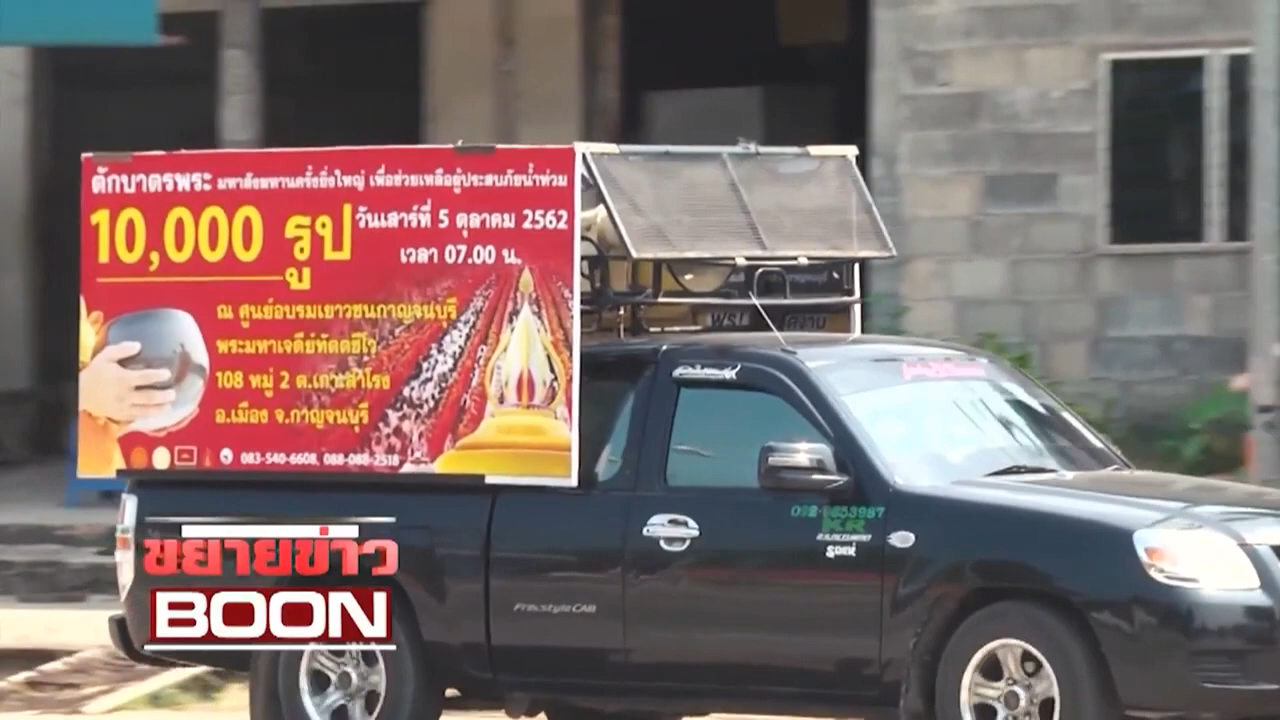 ตักบาตรพระ มหาสังฆทานครั้งยิ่งใหญ่ เพื่อช่วยเหลือผู้ประสบภัยน้ำท่วม
10,000 รูป
วันเสาร์ที่ 5 ตุลาคม 2562
เวลา 07.00 น.
ณ ศูนย์อบรมเยาวชนกาญจนบุรี
พระมหาเจดีย์ทัตตชีโว
108 หมู่ 2 ต.เกาะสำโรง
อ.เมือง จ.กาญจนบุรี
083-540-6608, 088-088-2518
KR
Freestyle CAB
ขยายข่าว
BOON